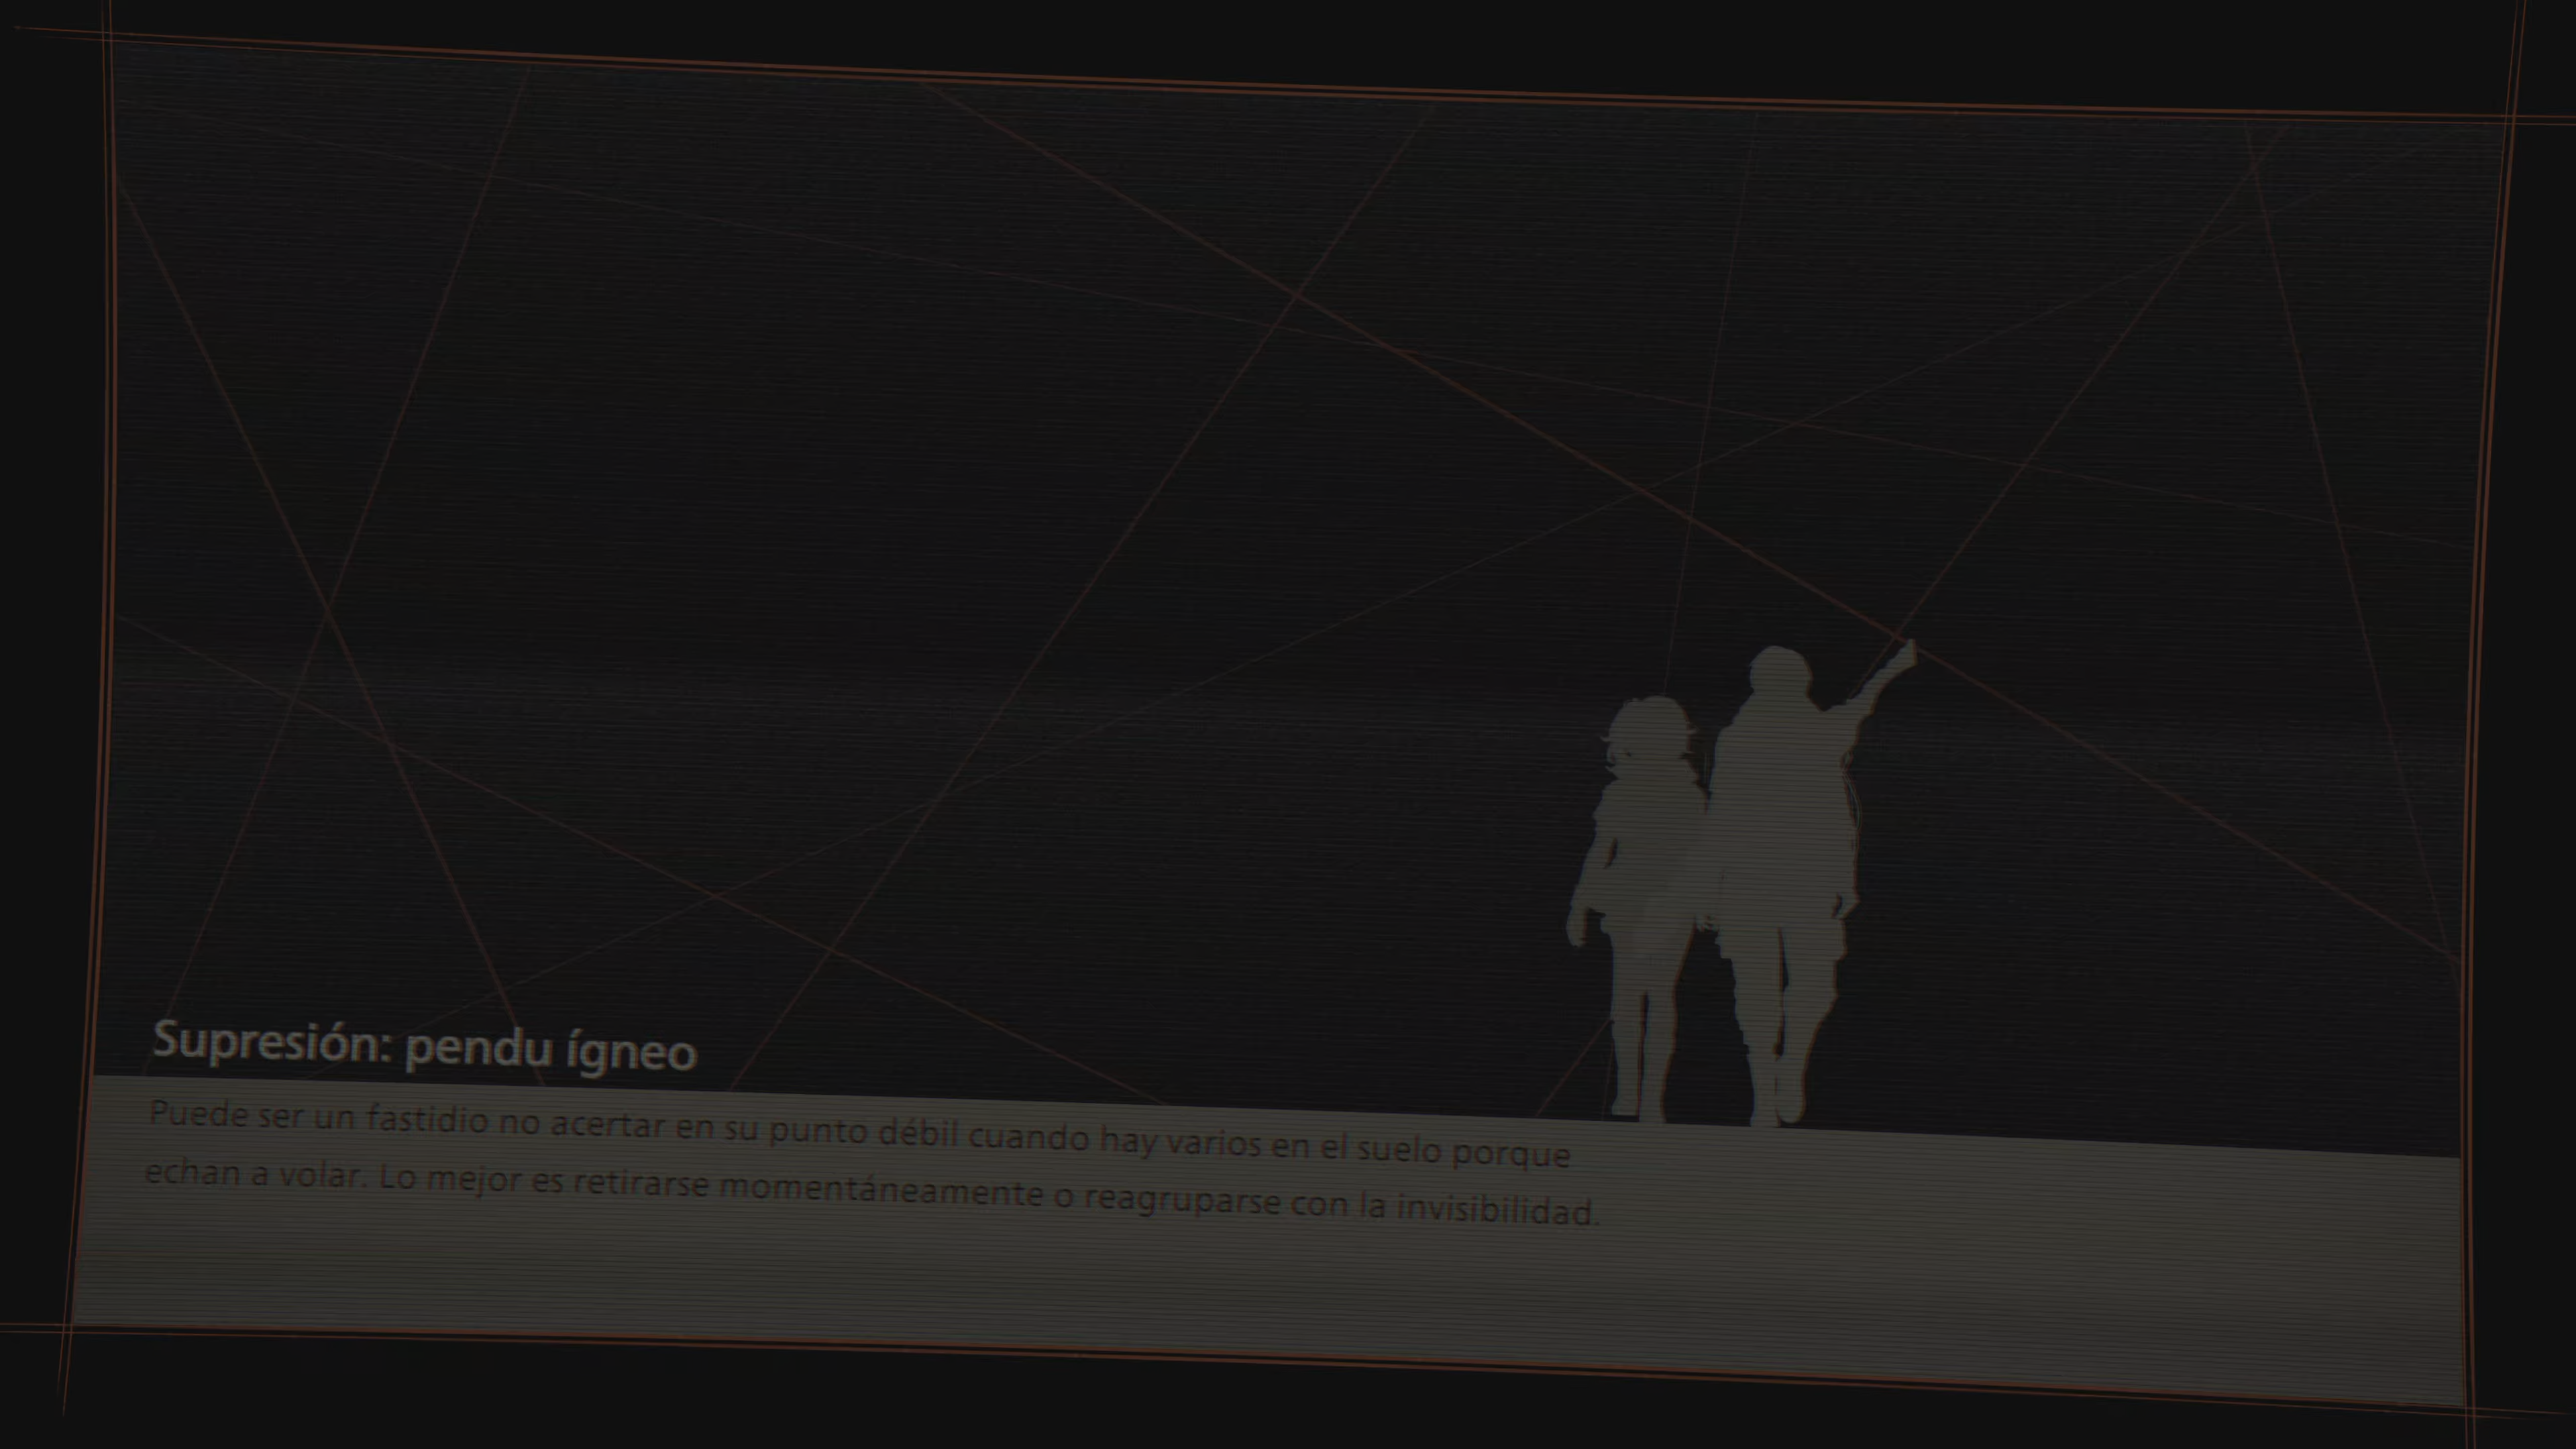 Supresión: pendu ígneo
Puede ser un fastidio no acertar en su punto débil cuando hay varios en el suelo porque
echan a volar. Lo mejor es retirarse momentáneamente o reagruparse con la invisibilidad.